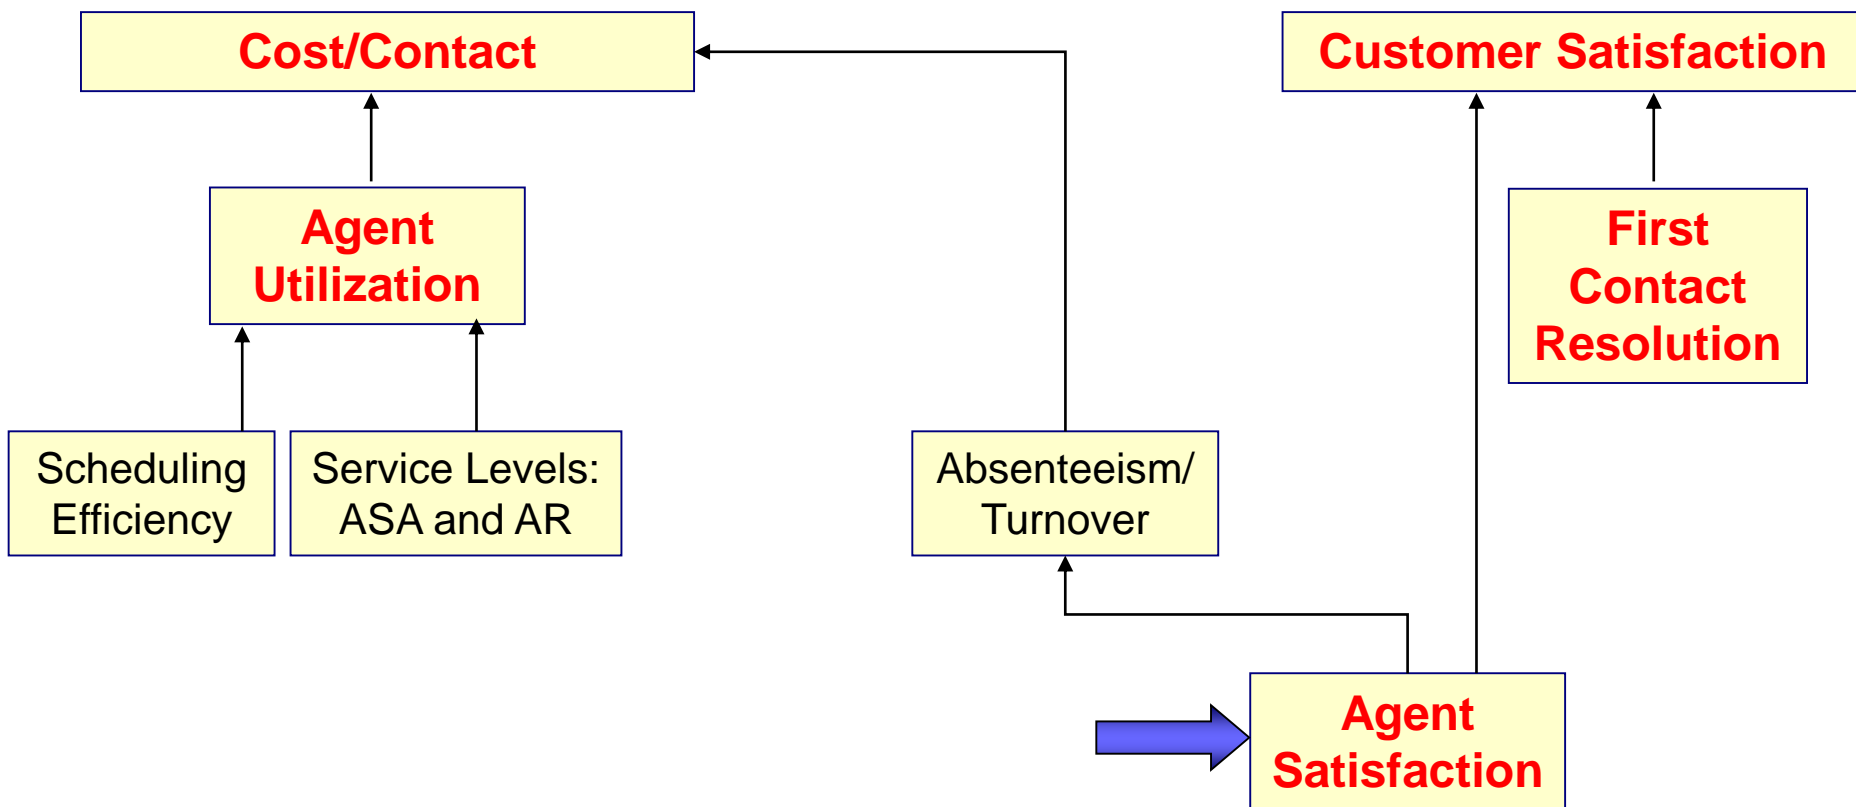 Cost/Contact
Customer Satisfaction
Agent
Utilization
First
Contact
Resolution
Scheduling
Efficiency
Service Levels:
ASA and AR
Absenteeism/
Turnover
Agent
Satisfaction